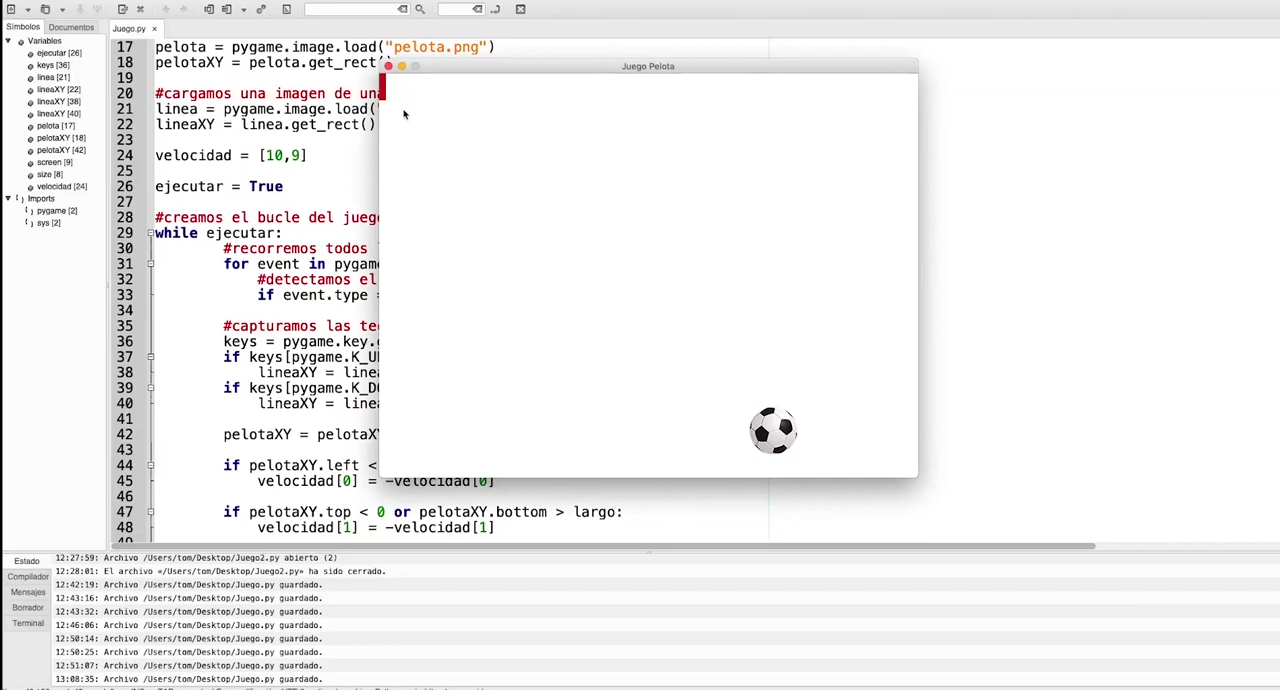 Símbolos
Documentos
Juego.py
Variables
ejecutar [26]
keys [36]
linea [21]
lineaXY [22]
lineaXY [38]
lineaXY [40]
pelota [17]
pelotaXY [18]
pelotaXY [42]
screen [9]
size [8]
velocidad [24]
Imports
pygame [2]
sys [2]
17 pelota = pygame.image.load("pelota.png")
18 pelotaXY = pelota.get_rect(
19
20 #cargamos una imagen de una
21 linea = pygame.image.load(
22 lineaXY = linea.get_rect()
23
24 velocidad = [10,9]
25
26 ejecutar = True
27
28 #creamos el bucle del juego
29 while ejecutar:
30 #recorremos todos
31 for event in pygame
32 #detectamos el
33 if event.type =
34
35 #capturamos las te
36 keys = pygame.key.
37 if keys[pygame.K_U
38 lineaXY = line
39 if keys[pygame.K_D
40 lineaXY = line
41
42 pelotaXY = pelotaX
43
44 if pelotaXY.left <
45 velocidad[0] = -velocidad[0]
46
47 if pelotaXY.top < 0 or pelotaXY.bottom > largo:
48 velocidad[1] = -velocidad[1]
Juego Pelota
Estado
Compilador
Mensajes
Borrador
Terminal
12:27:59: Archivo /Users/tom/Desktop/Juego2.py abierto (2)
12:28:01: El archivo «/Users/tom/Desktop/Juego2.py» ha sido cerrado.
12:42:19: Archivo /Users/tom/Desktop/Juego.py guardado.
12:43:16: Archivo /Users/tom/Desktop/Juego.py guardado.
12:43:32: Archivo /Users/tom/Desktop/Juego.py guardado.
12:46:06: Archivo /Users/tom/Desktop/Juego.py guardado.
12:50:14: Archivo /Users/tom/Desktop/Juego.py guardado.
12:50:25: Archivo /Users/tom/Desktop/Juego.py guardado.
12:51:07: Archivo /Users/tom/Desktop/Juego.py guardado.
13:08:35: Archivo /Users/tom/Desktop/Juego.py guardado.